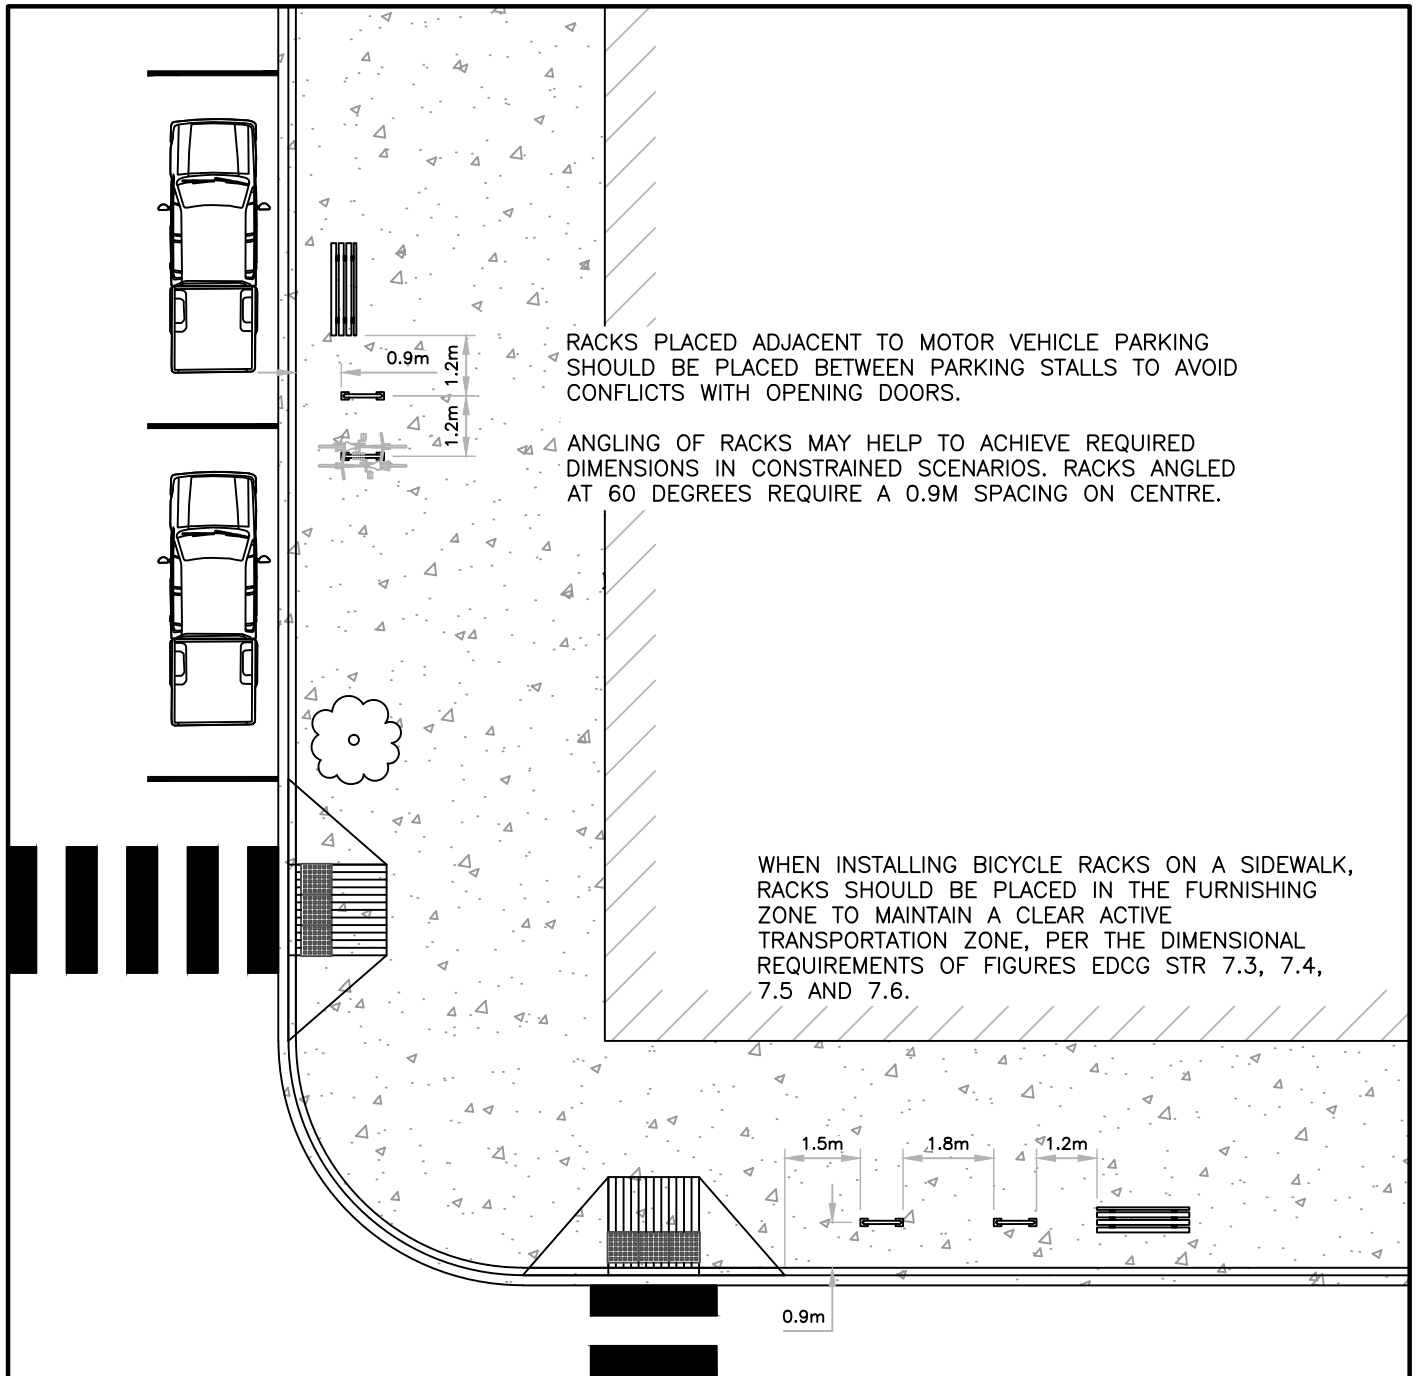 RACKS PLACED ADJACENT TO MOTOR VEHICLE PARKING
SHOULD BE PLACED BETWEEN PARKING STALLS TO AVOID
CONFLICTS WITH OPENING DOORS.
0.9m
1.2m
1.2m
ANGLING OF RACKS MAY HELP TO ACHIEVE REQUIRED
DIMENSIONS IN CONSTRAINED SCENARIOS. RACKS ANGLED
AT 60 DEGREES REQUIRE A 0.9M SPACING ON CENTRE.
WHEN INSTALLING BICYCLE RACKS ON A SIDEWALK,
RACKS SHOULD BE PLACED IN THE FURNISHING
ZONE TO MAINTAIN A CLEAR ACTIVE
TRANSPORTATION ZONE, PER THE DIMENSIONAL
REQUIREMENTS OF FIGURES EDCG STR 7.3, 7.4,
7.5 AND 7.6.
1.5m
1.8m
1.2m
0.9m